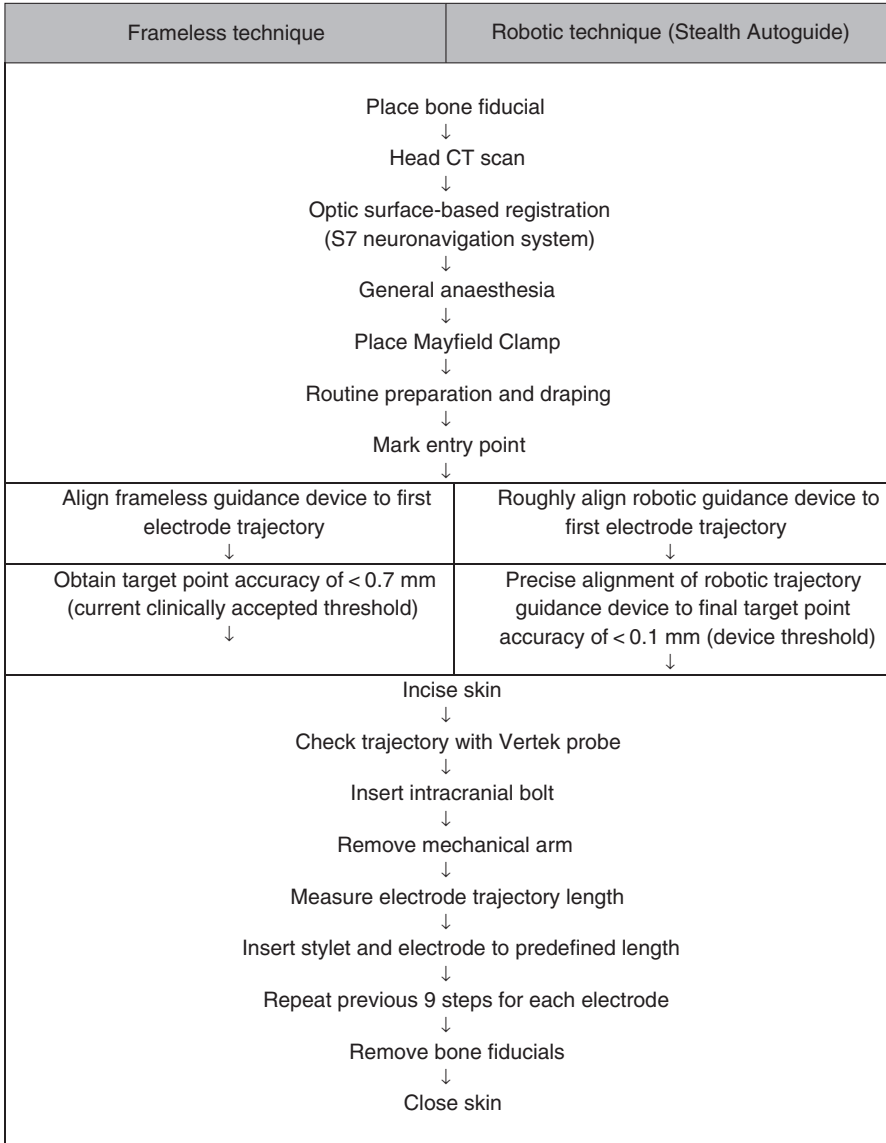 Frameless technique
Robotic technique (Stealth Autoguide)
Place bone fiducial
↓
Head CT scan
↓
Optic surface-based registration
(S7 neuronavigation system)
↓
General anaesthesia
↓
Place Mayfield Clamp
↓
Routine preparation and draping
↓
Mark entry point
↓
Align frameless guidance device to first
electrode trajectory
↓
Roughly align robotic guidance device to
first electrode trajectory
↓
Obtain target point accuracy of < 0.7 mm
(current clinically accepted threshold)
↓
Precise alignment of robotic trajectory
guidance device to final target point
accuracy of < 0.1 mm (device threshold)
↓
Incise skin
↓
Check trajectory with Vertek probe
↓
Insert intracranial bolt
↓
Remove mechanical arm
↓
Measure electrode trajectory length
↓
Insert stylet and electrode to predefined length
↓
Repeat previous 9 steps for each electrode
↓
Remove bone fiducials
↓
Close skin